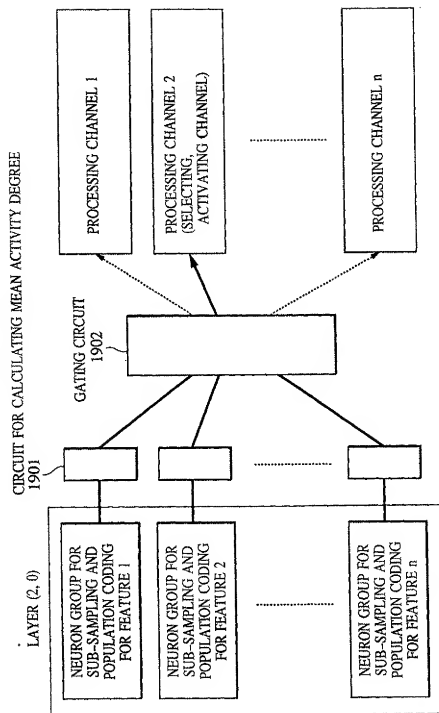 LAYER (2, 0)
CIRCUIT FOR CALCULATING MEAN ACTIVITY DEGREE
1901
NEURON GROUP FOR
SUB-SAMPLING AND
POPULATION CODING
FOR FEATURE 1
NEURON GROUP FOR
SUB-SAMPLING AND
POPULATION CODING
FOR FEATURE 2
NEURON GROUP FOR
SUB-SAMPLING AND
POPULATION CODING
FOR FEATURE n
GATING CIRCUIT
1902
PROCESSING CHANNEL 1
PROCESSING CHANNEL 2
(SELECTING,
ACTIVATING CHANNEL)
PROCESSING CHANNEL n